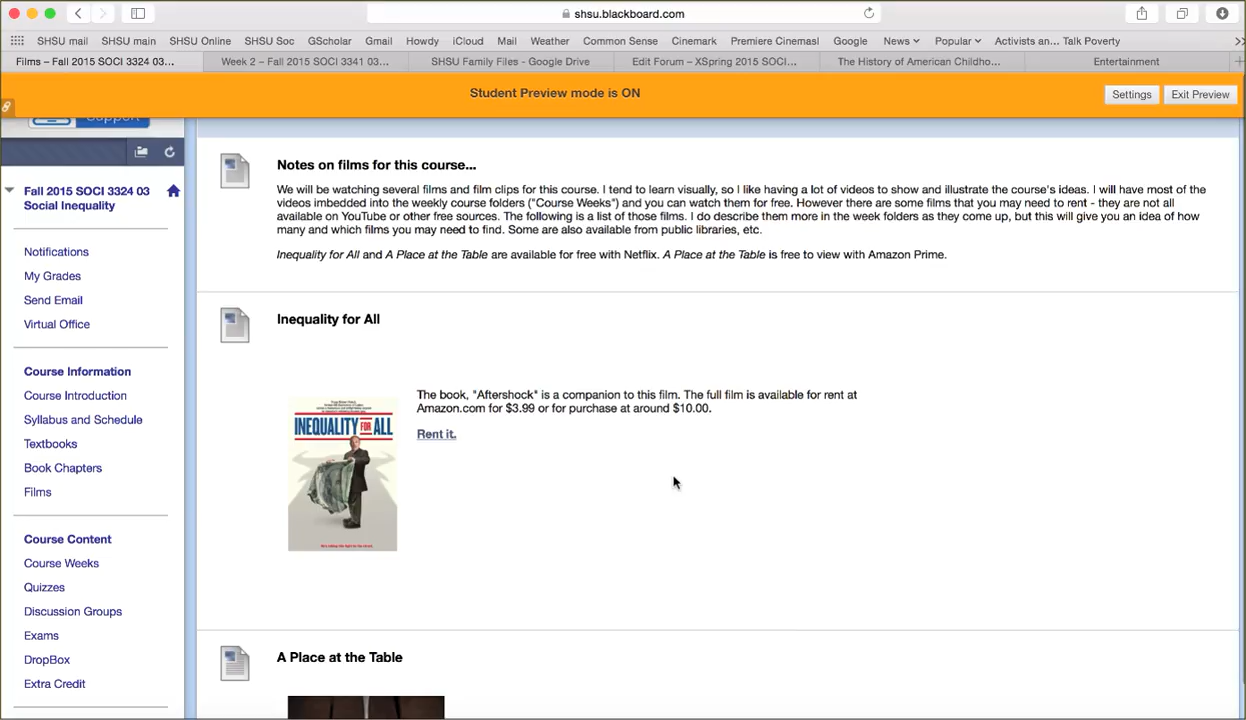 shsu.blackboard.com
SHSU mail SHSU main SHSU Online SHSU Soc GScholar Gmail Howdy iCloud Mail Weather Common Sense Cinemark Premiere Cinemasl Google News Popular Activists an... Talk Poverty
Films – Fall 2015 SOCI 3324 03... Week 2 – Fall 2015 SOCI 3341 03... SHSU Family Files - Google Drive Edit Forum – XSpring 2015 SOCI... The History of American Childho... Entertainment
Student Preview mode is ON
Settings Exit Preview
Support
Fall 2015 SOCI 3324 03
Social Inequality
Notifications
My Grades
Send Email
Virtual Office
Course Information
Course Introduction
Syllabus and Schedule
Textbooks
Book Chapters
Films
Course Content
Course Weeks
Quizzes
Discussion Groups
Exams
DropBox
Extra Credit
Notes on films for this course...
We will be watching several films and film clips for this course. I tend to learn visually, so I like having a lot of videos to show and illustrate the course's ideas. I will have most of the
videos imbedded into the weekly course folders ("Course Weeks") and you can watch them for free. However there are some films that you may need to rent - they are not all
available on YouTube or other free sources. The following is a list of those films. I do describe them more in the week folders as they come up, but this will give you an idea of how
many and which films you may need to find. Some are also available from public libraries, etc.
Inequality for All and A Place at the Table are available for free with Netflix. A Place at the Table is free to view with Amazon Prime.
Inequality for All
INEQUALITY FOR ALL
The book, "Aftershock" is a companion to this film. The full film is available for rent at
Amazon.com for $3.99 or for purchase at around $10.00.
Rent it.
A Place at the Table